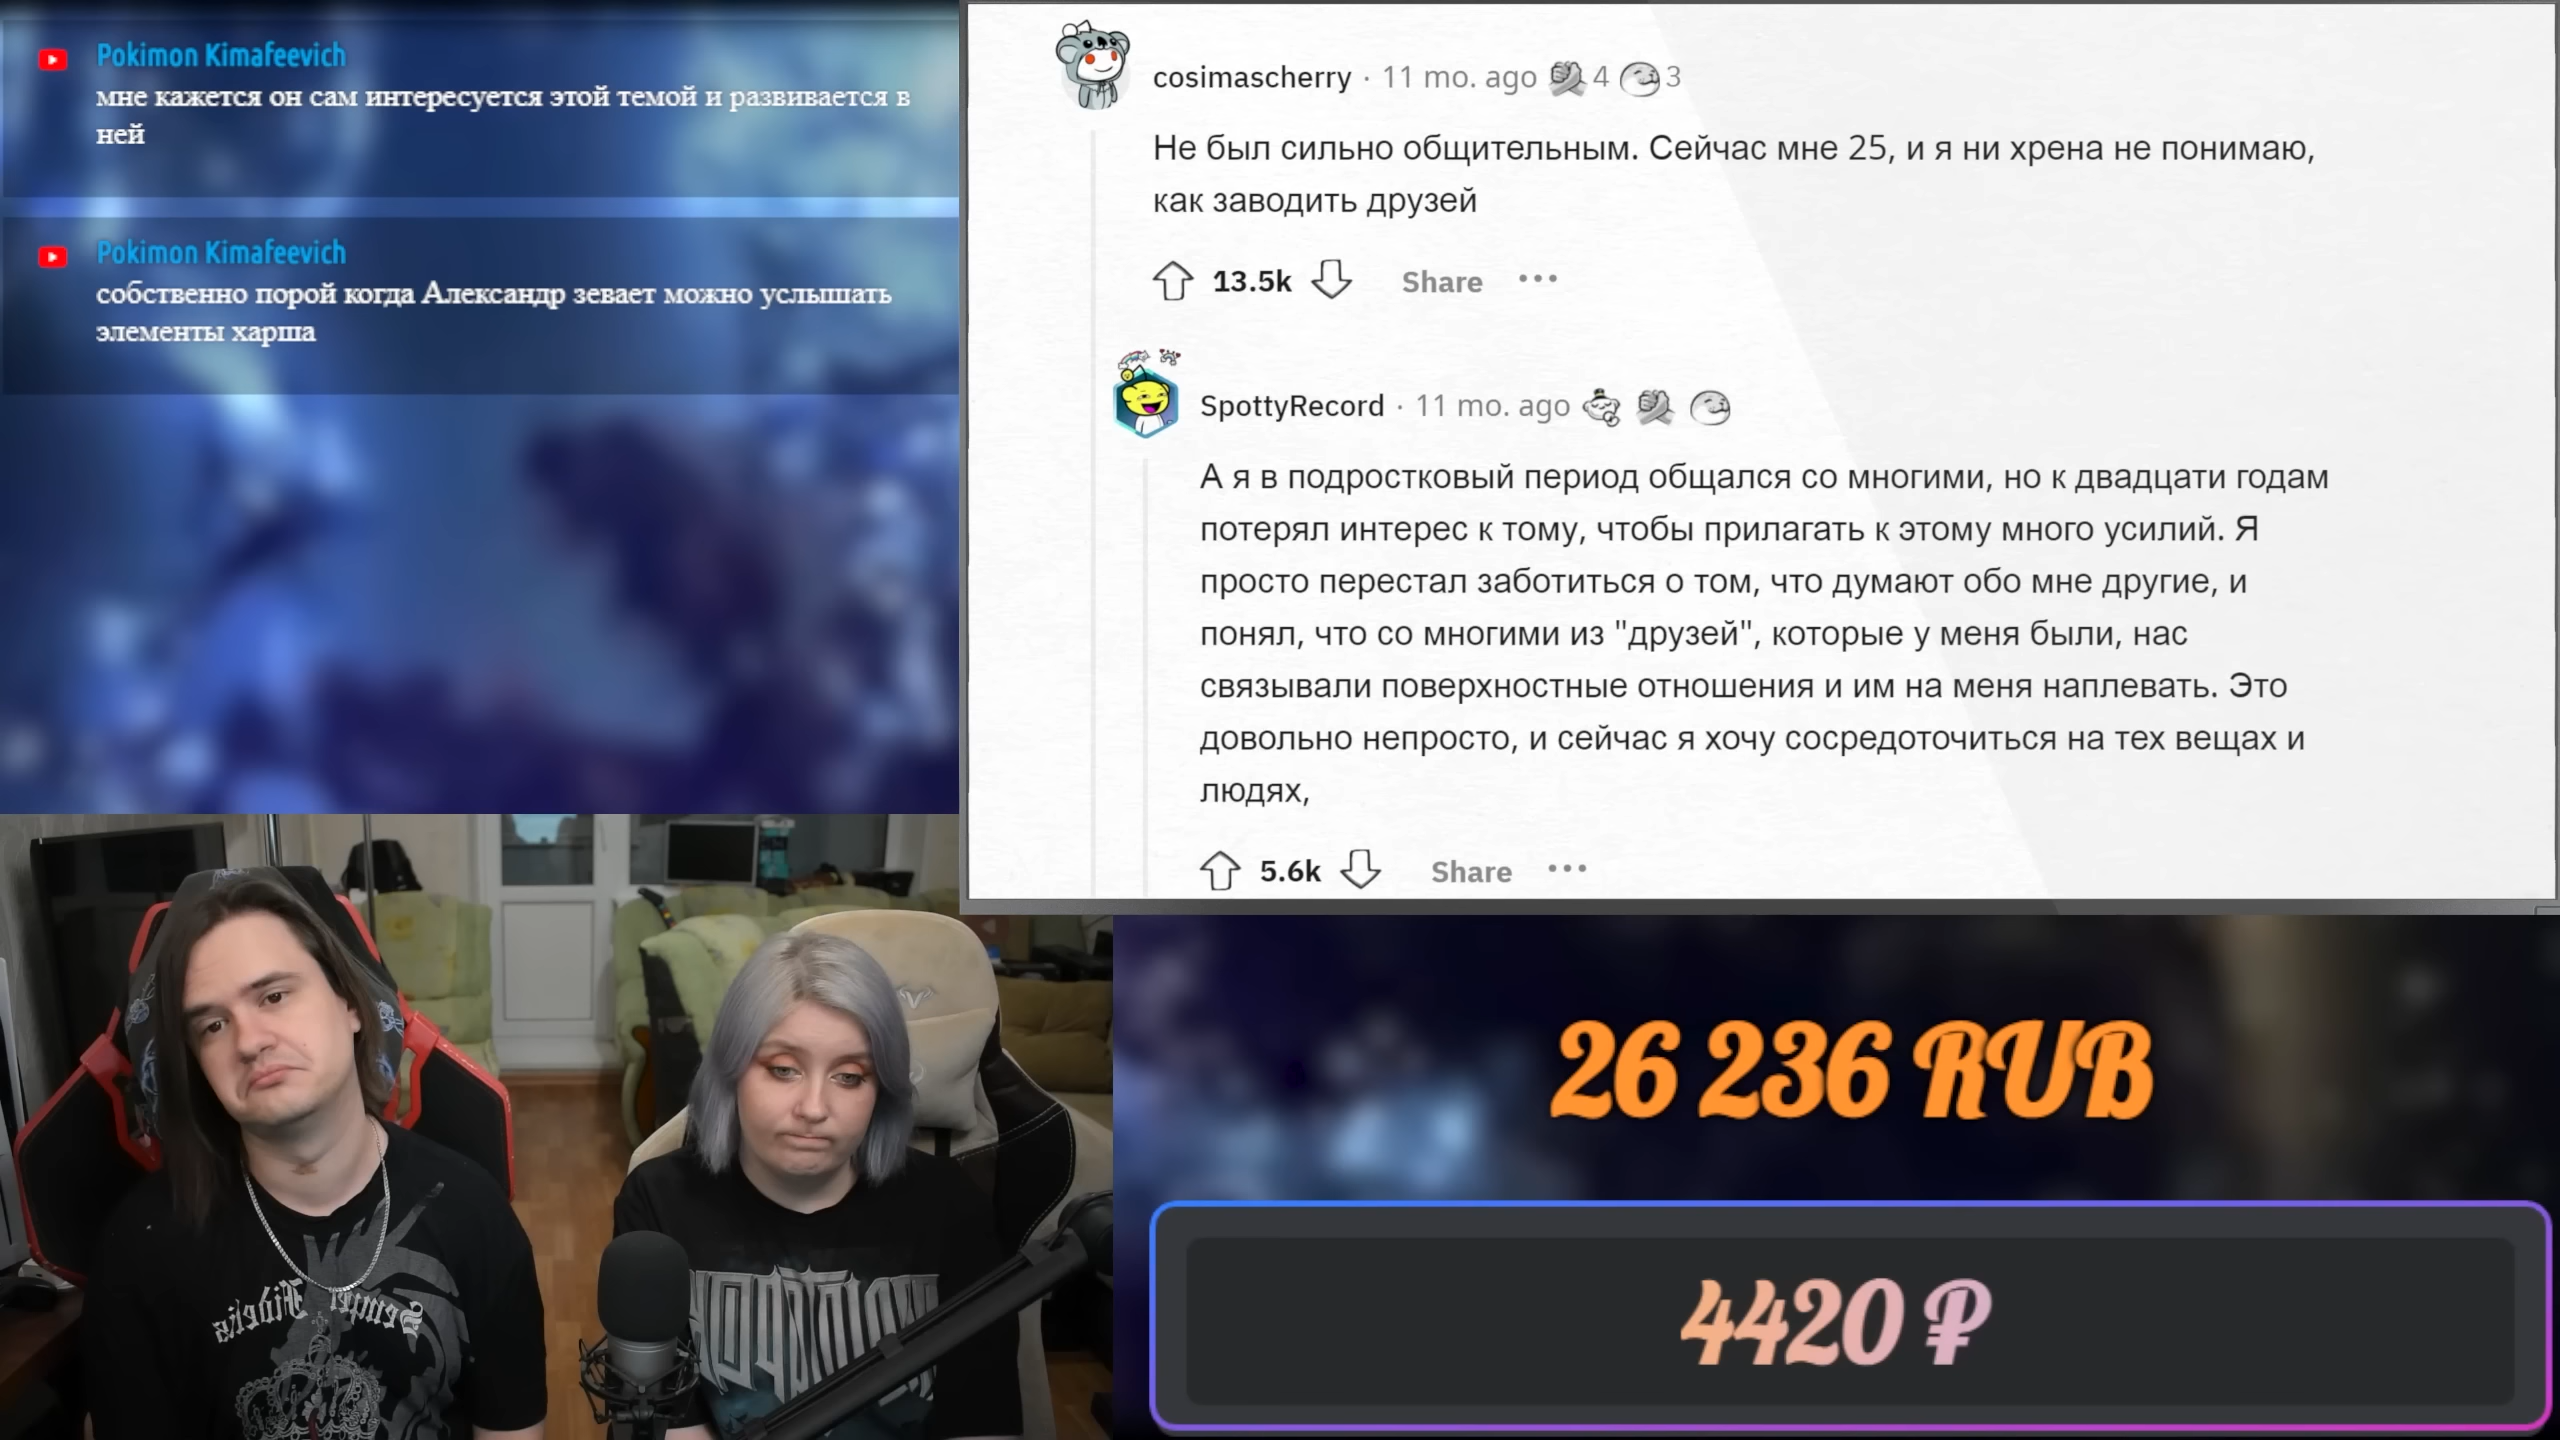 Pokimon Kimafeevich
мне кажется он сам интересуется этой темой и развивается в
ней
Pokimon Kimafeevich
собственно порой когда Александр зевает можно услышать
элементы харша
cosimascherry · 11 mo. ago 4 3
Не был сильно общительным. Сейчас мне 25, и я ни хрена не понимаю,
как заводить друзей
13.5k Share •••
SpottyRecord · 11 mo. ago
А я в подростковый период общался со многими, но к двадцати годам
потерял интерес к тому, чтобы прилагать к этому много усилий. Я
просто перестал заботиться о том, что думают обо мне другие, и
понял, что со многими из "друзей", которые у меня были, нас
связывали поверхностные отношения и им на меня наплевать. Это
довольно непросто, и сейчас я хочу сосредоточиться на тех вещах и
людях,
5.6k Share •••
26 236 RUB
4420 ₽
Semper Fidelis